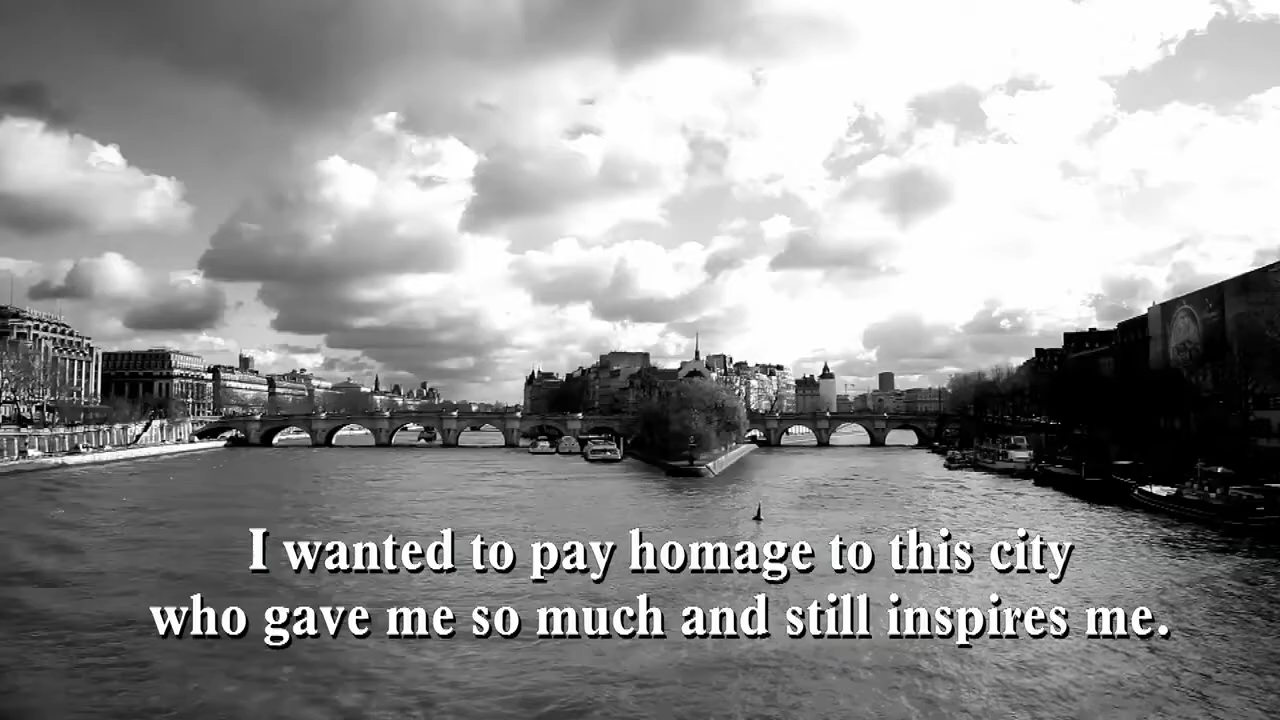 I wanted to pay homage to this city
who gave me so much and still inspires me.